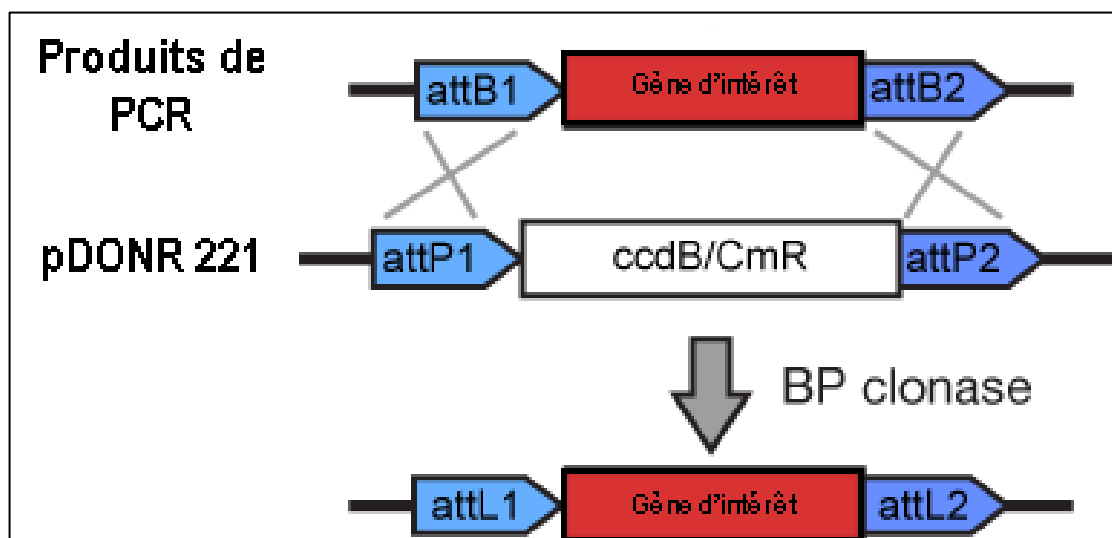 Produits de
PCR
attB1
Gène d'intérêt
attB2
pDONR 221
attP1
ccdB/CmR
attP2
BP clonase
attL1
Gène d'intérêt
attL2